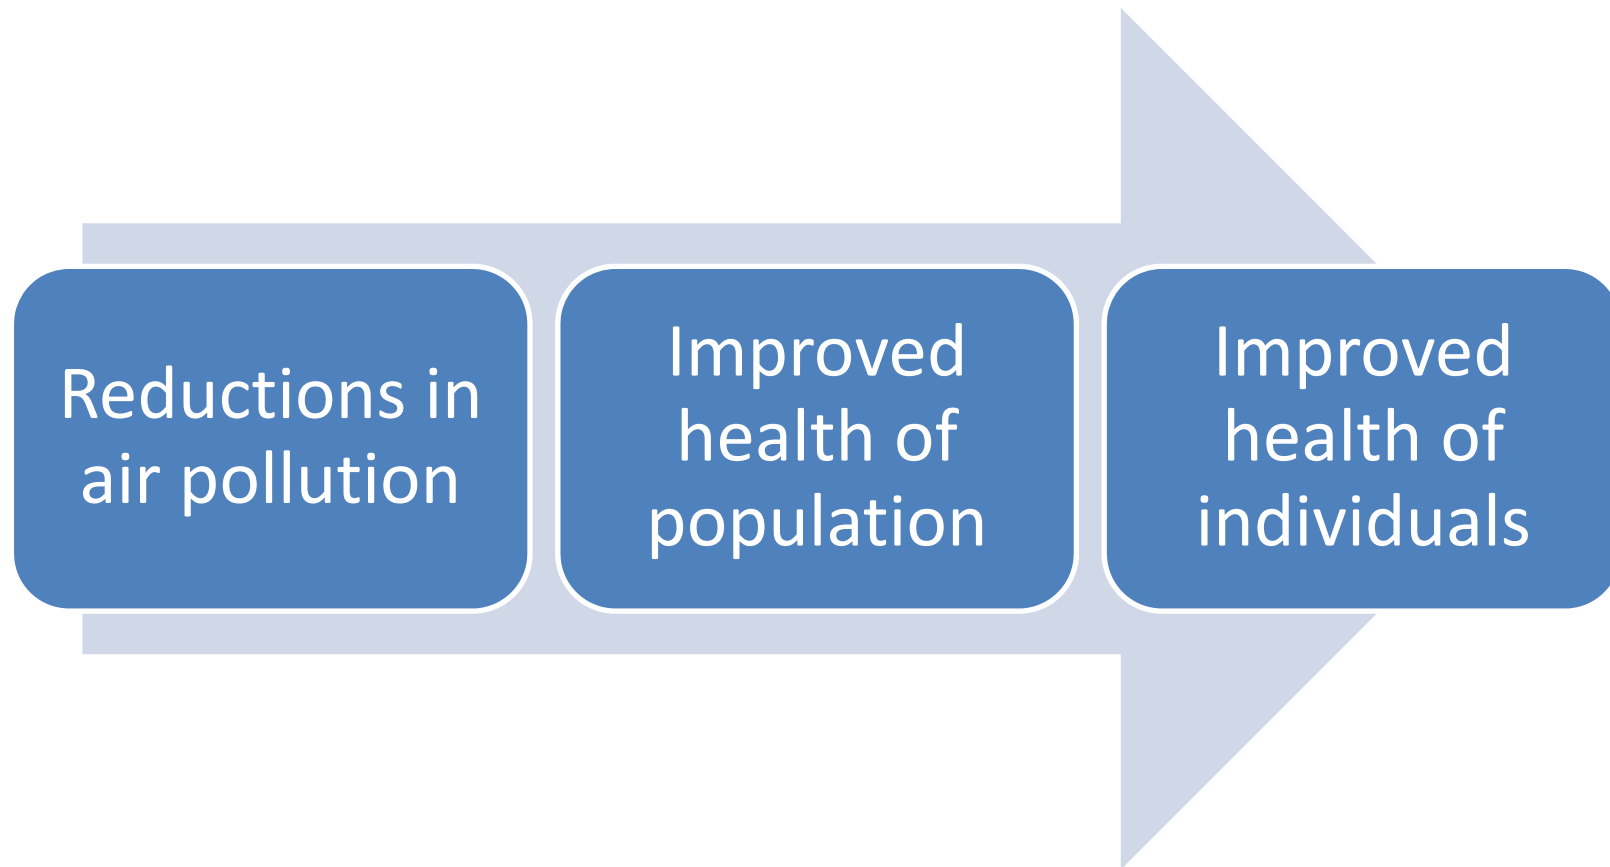 Reductions in
air pollution
Improved
health of
population
Improved
health of
individuals